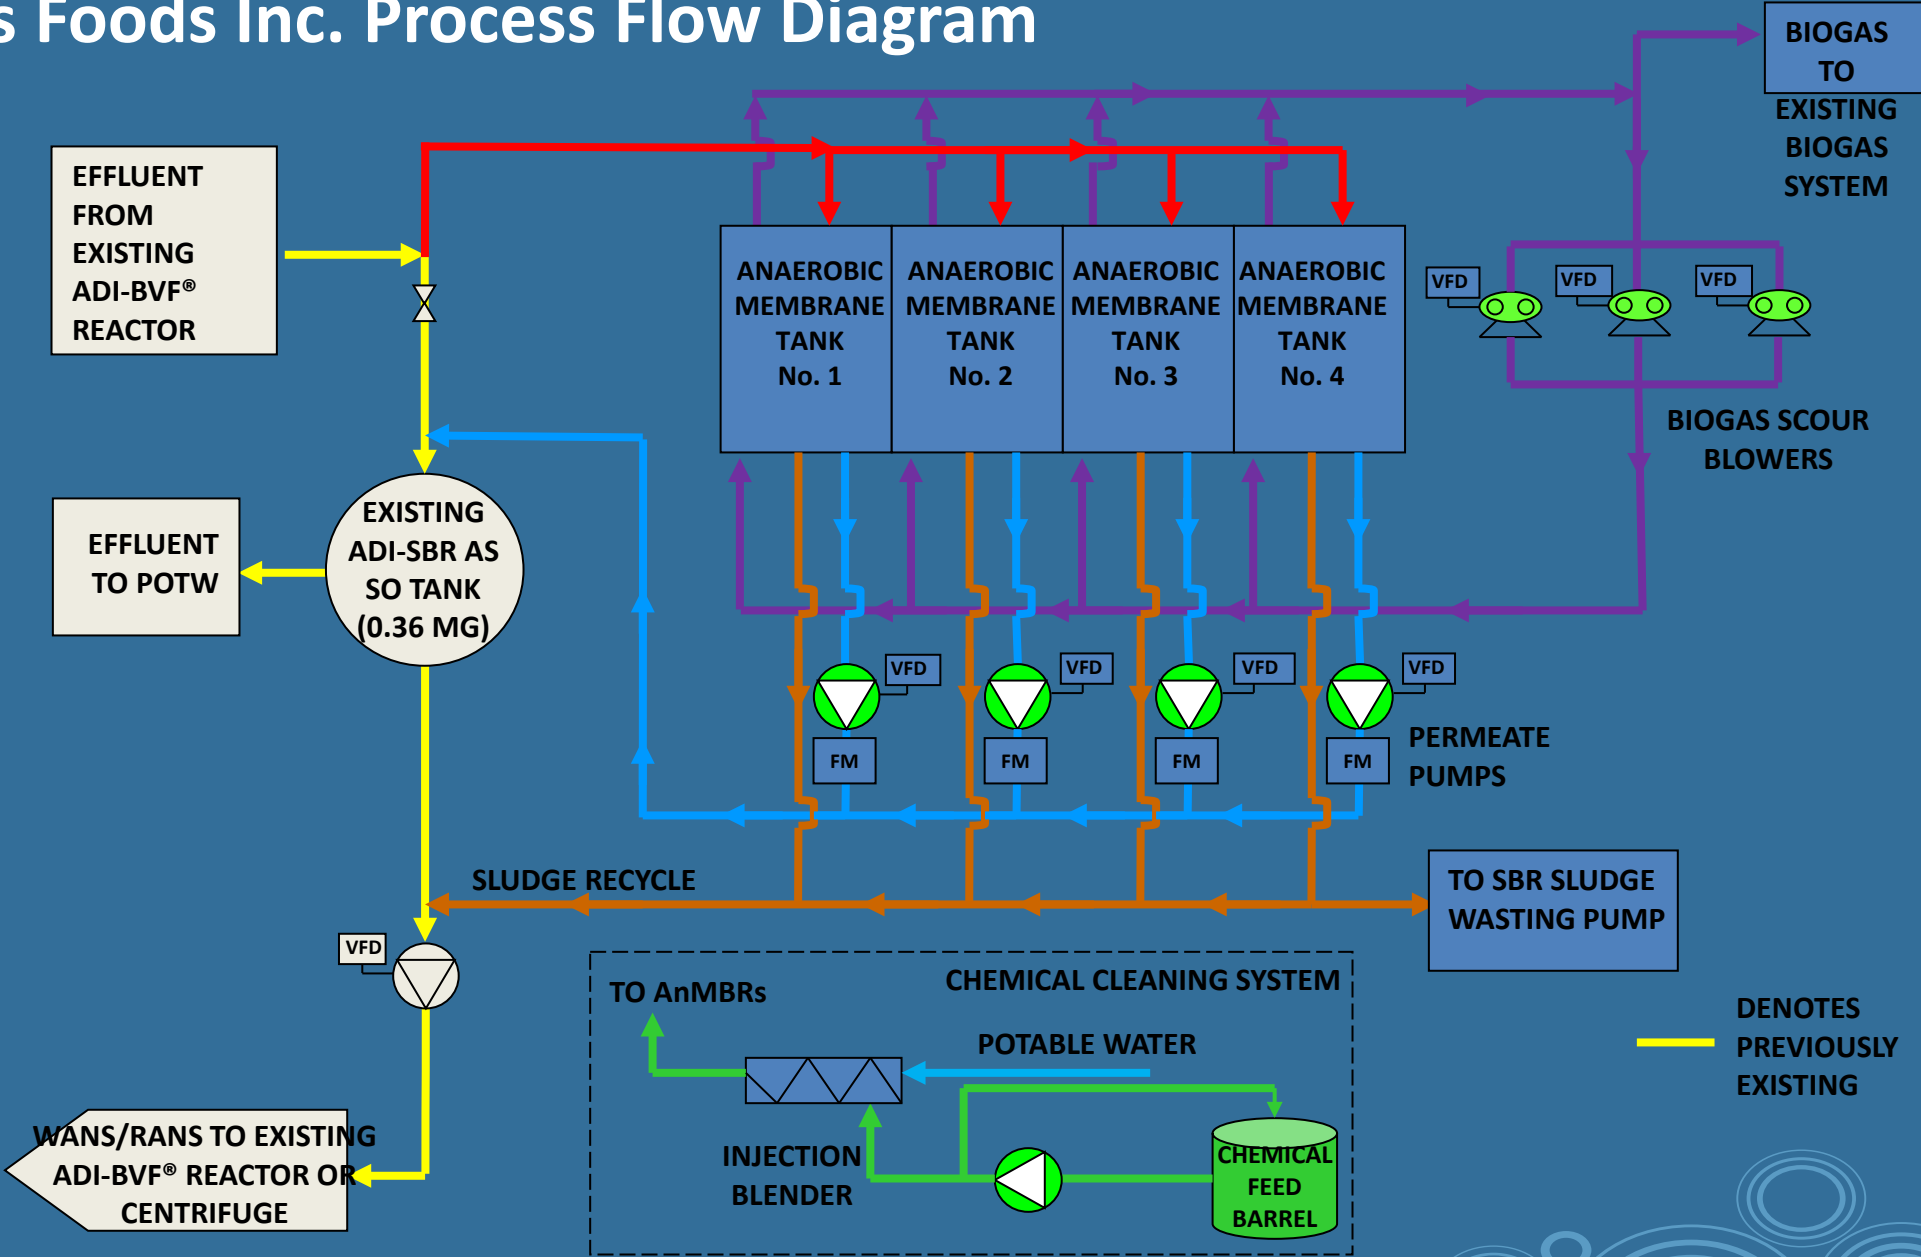 s Foods Inc. Process Flow Diagram
BIOGAS
TO
EXISTING
BIOGAS
SYSTEM
EFFLUENT
FROM
EXISTING
ADI-BVF®
REACTOR
ANAEROBIC
MEMBRANE
TANK
No. 1
ANAEROBIC
MEMBRANE
TANK
No. 2
ANAEROBIC
MEMBRANE
TANK
No. 3
ANAEROBIC
MEMBRANE
TANK
No. 4
VFD
VFD
VFD
BIOGAS SCOUR
BLOWERS
EFFLUENT
TO POTW
EXISTING
ADI-SBR AS
SO TANK
(0.36 MG)
VFD
VFD
VFD
VFD
FM
FM
FM
FM
PERMEATE
PUMPS
SLUDGE RECYCLE
TO SBR SLUDGE
WASTING PUMP
VFD
CHEMICAL CLEANING SYSTEM
TO AnMBRs
POTABLE WATER
INJECTION
BLENDER
CHEMICAL
FEED
BARREL
DENOTES
PREVIOUSLY
EXISTING
WANS/RANS TO EXISTING
ADI-BVF® REACTOR OR
CENTRIFUGE